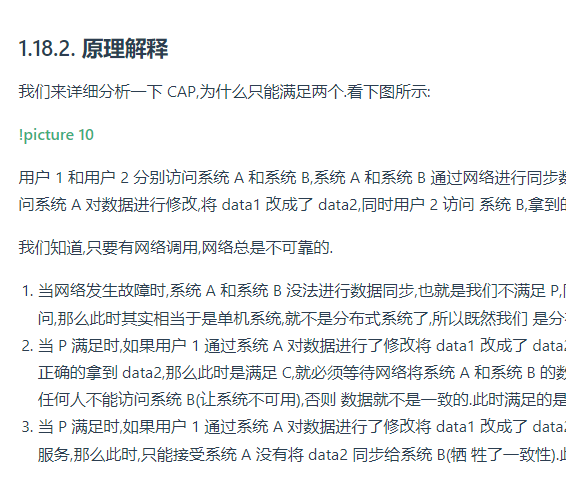 1.18.2. 原理解释
我们来详细分析一下 CAP,为什么只能满足两个.看下图所示:
!picture 10
用户 1 和用户 2 分别访问系统 A 和系统 B,系统 A 和系统 B 通过网络进行同步数
问系统 A 对数据进行修改,将 data1 改成了 data2,同时用户 2 访问 系统 B,拿到的
我们知道,只要有网络调用,网络总是不可靠的.
1. 当网络发生故障时,系统 A 和系统 B 没法进行数据同步,也就是我们不满足 P,
问,那么此时其实相当于是单机系统,就不是分布式系统了,所以既然我们 是分
2. 当 P 满足时,如果用户 1 通过系统 A 对数据进行了修改将 data1 改成了 data
正确的拿到 data2,那么此时是满足 C,就必须等待网络将系统 A 和系统 B 的数
任何人不能访问系统 B(让系统不可用),否则 数据就不是一致的.此时满足的是
3. 当 P 满足时,如果用户 1 通过系统 A 对数据进行了修改将 data1 改成了 data
服务,那么此时,只能接受系统 A 没有将 data2 同步给系统 B(牺 牲了一致性).